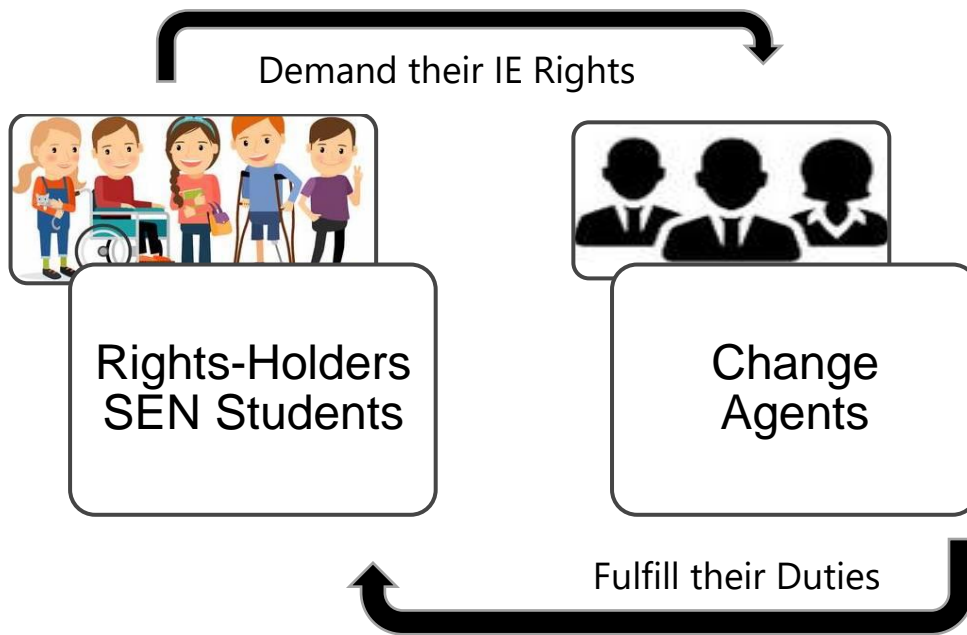 Demand their IE Rights
Rights-Holders
SEN Students
Change
Agents
Fulfill their Duties